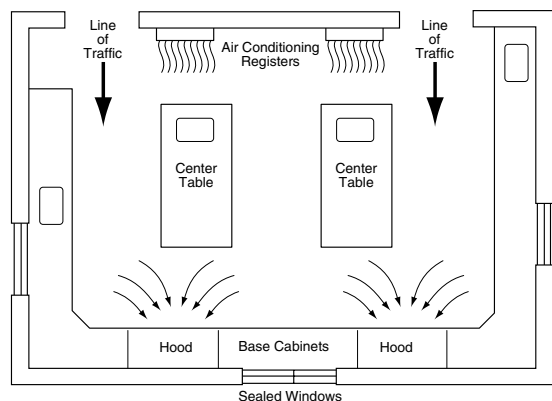 Line
of
Traffic
Air Conditioning
Registers
Line
of
Traffic
Center
Table
Center
Table
Hood
Base Cabinets
Hood
Sealed Windows